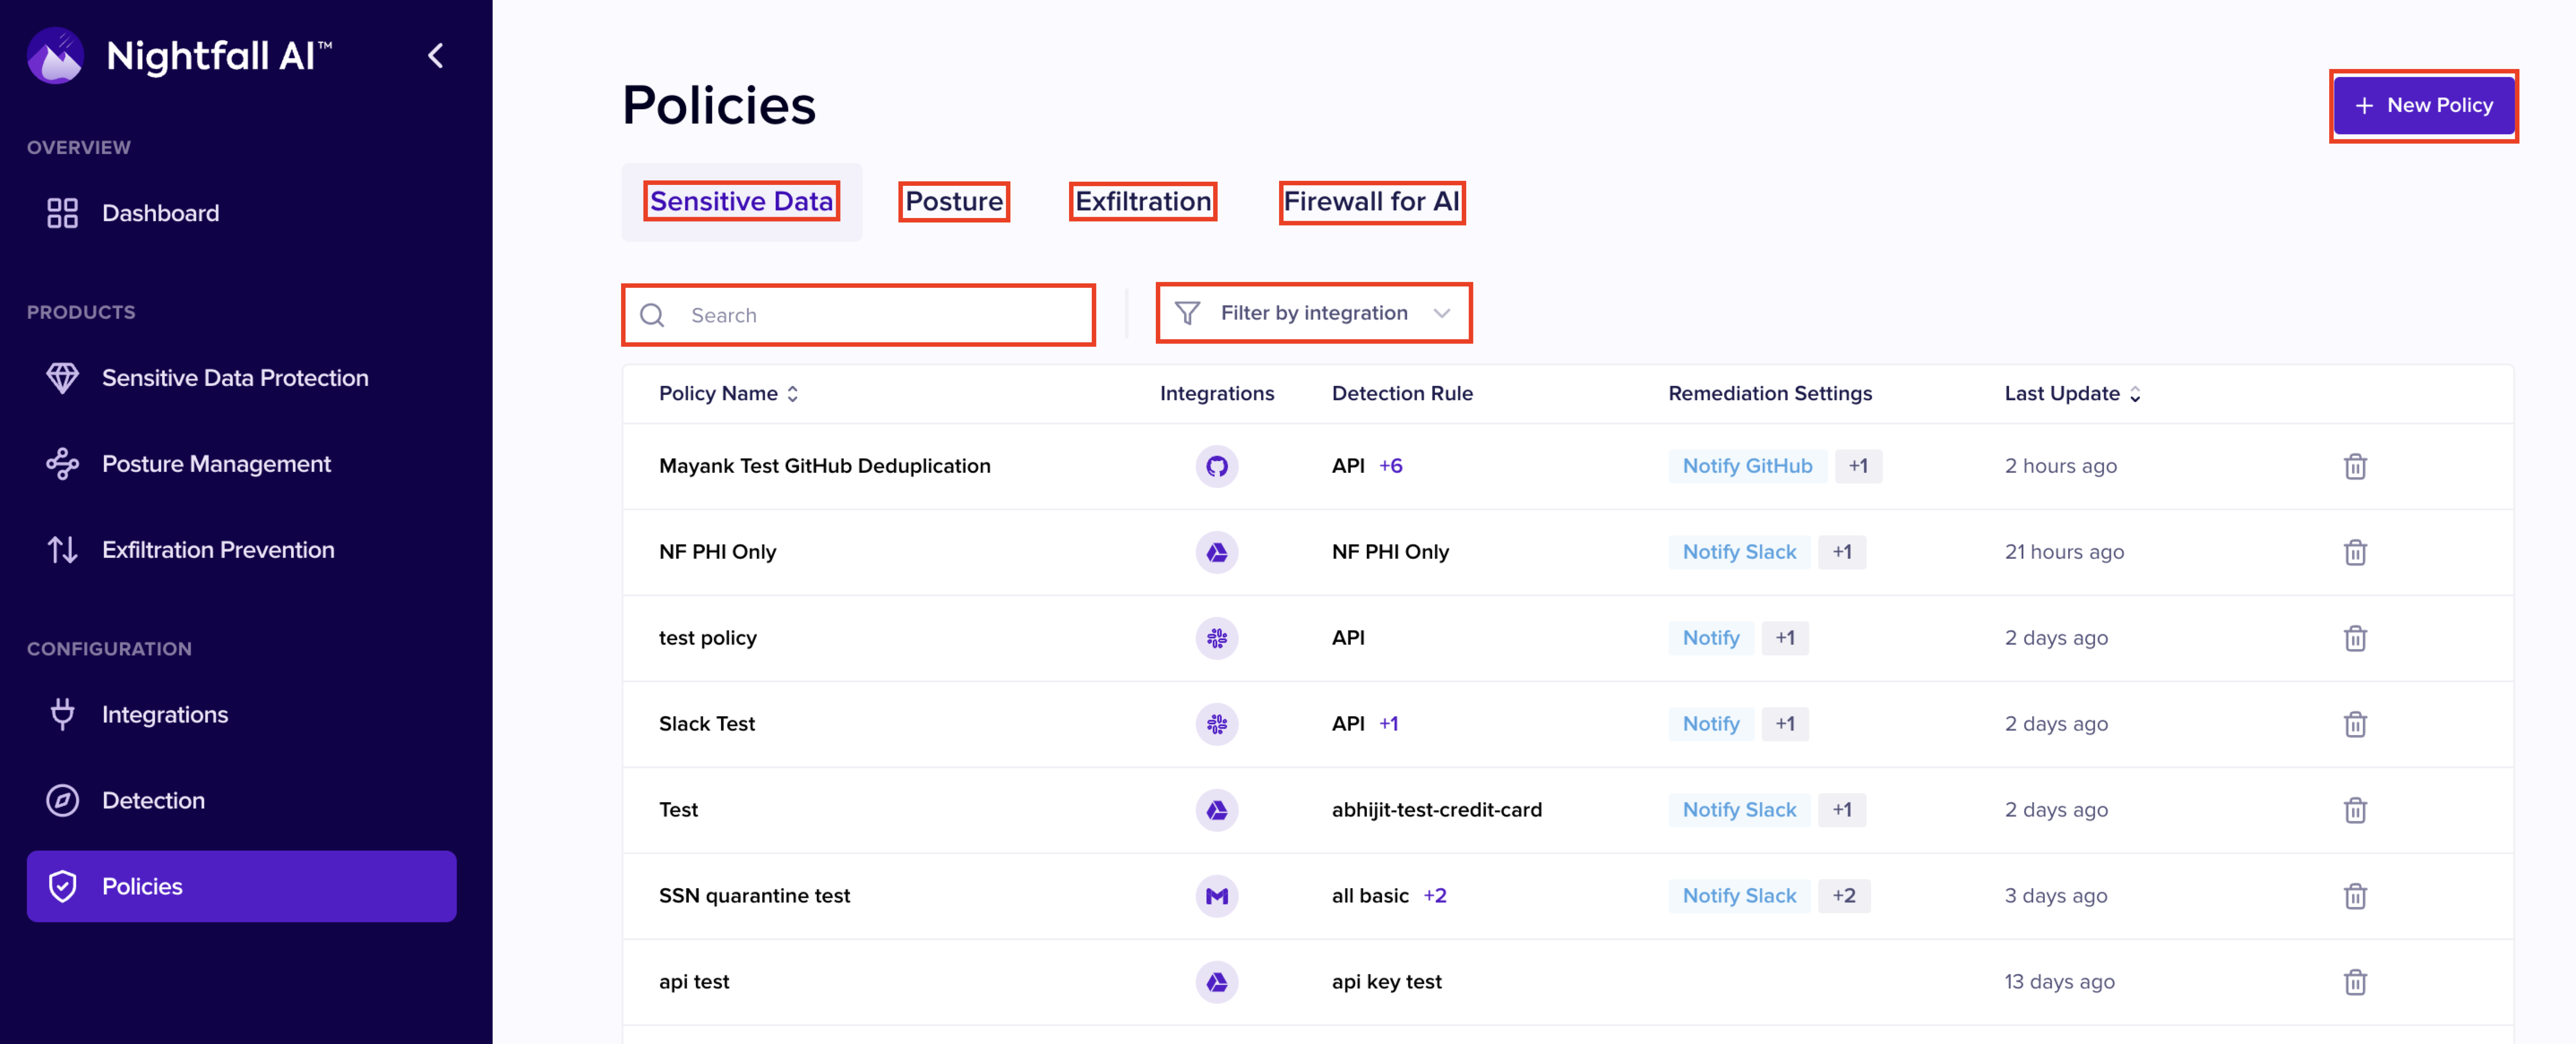 Nightfall AI™
OVERVIEW
Dashboard
PRODUCTS
Sensitive Data Protection
Posture Management
Exfiltration Prevention
CONFIGURATION
Integrations
Detection
Policies
Policies
+ New Policy
Sensitive Data Posture Exfiltration Firewall for AI
Search Filter by integration
Policy Name Integrations Detection Rule Remediation Settings Last Update
Mayank Test GitHub Deduplication API +6 Notify GitHub +1 2 hours ago
NF PHI Only NF PHI Only Notify Slack +1 21 hours ago
test policy API Notify +1 2 days ago
Slack Test API +1 Notify +1 2 days ago
Test abhijit-test-credit-card Notify Slack +1 2 days ago
SSN quarantine test all basic +2 Notify Slack +2 3 days ago
api test api key test 13 days ago